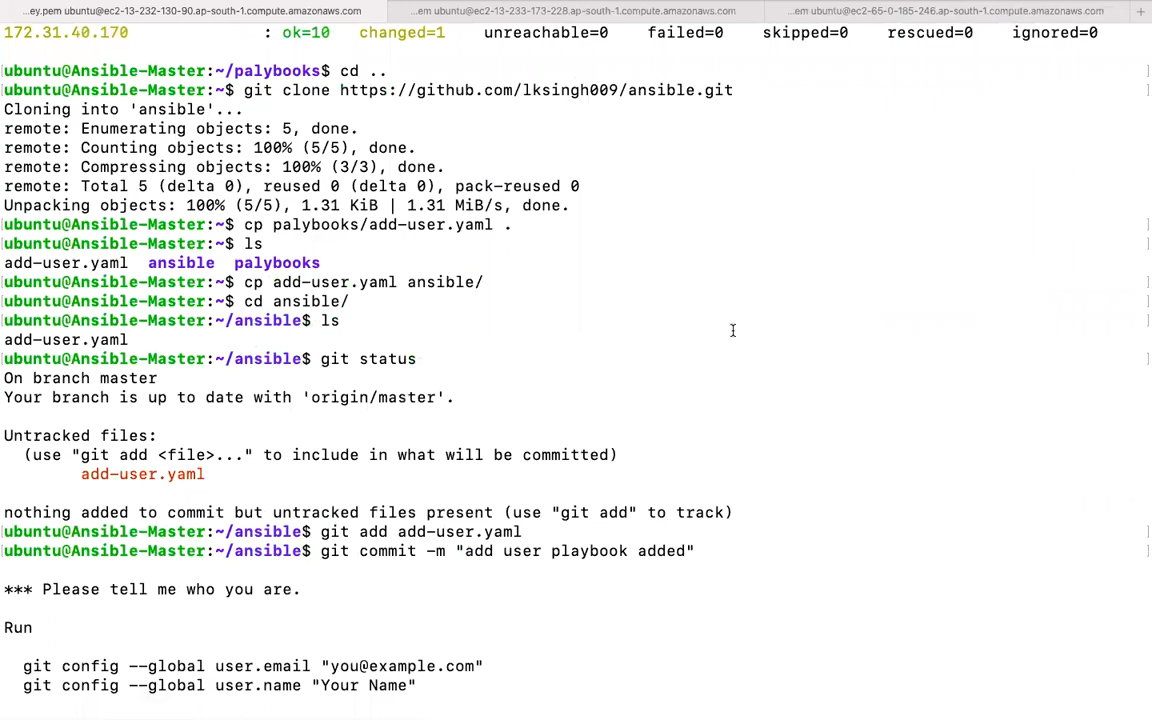 ...ey.pem ubuntu@ec2-13-232-130-90.ap-south-1.compute.amazonaws.com ...em ubuntu@ec2-13-233-173-228.ap-south-1.compute.amazonaws.com ...em ubuntu@ec2-65-0-185-246.ap-south-1.compute.amazonaws.com +
172.31.40.170 : ok=10 changed=1 unreachable=0 failed=0 skipped=0 rescued=0 ignored=0
ubuntu@Ansible-Master:~/palybooks$ cd ..
ubuntu@Ansible-Master:~$ git clone https://github.com/lksingh009/ansible.git
Cloning into 'ansible'...
remote: Enumerating objects: 5, done.
remote: Counting objects: 100% (5/5), done.
remote: Compressing objects: 100% (3/3), done.
remote: Total 5 (delta 0), reused 0 (delta 0), pack-reused 0
Unpacking objects: 100% (5/5), 1.31 KiB | 1.31 MiB/s, done.
ubuntu@Ansible-Master:~$ cp palybooks/add-user.yaml .
ubuntu@Ansible-Master:~$ ls
add-user.yaml ansible palybooks
ubuntu@Ansible-Master:~$ cp add-user.yaml ansible/
ubuntu@Ansible-Master:~$ cd ansible/
ubuntu@Ansible-Master:~/ansible$ ls
add-user.yaml
ubuntu@Ansible-Master:~/ansible$ git status
On branch master
Your branch is up to date with 'origin/master'.
Untracked files:
(use "git add <file>..." to include in what will be committed)
add-user.yaml
nothing added to commit but untracked files present (use "git add" to track)
ubuntu@Ansible-Master:~/ansible$ git add add-user.yaml
ubuntu@Ansible-Master:~/ansible$ git commit -m "add user playbook added"
*** Please tell me who you are.
Run
git config --global user.email "you@example.com"
git config --global user.name "Your Name"